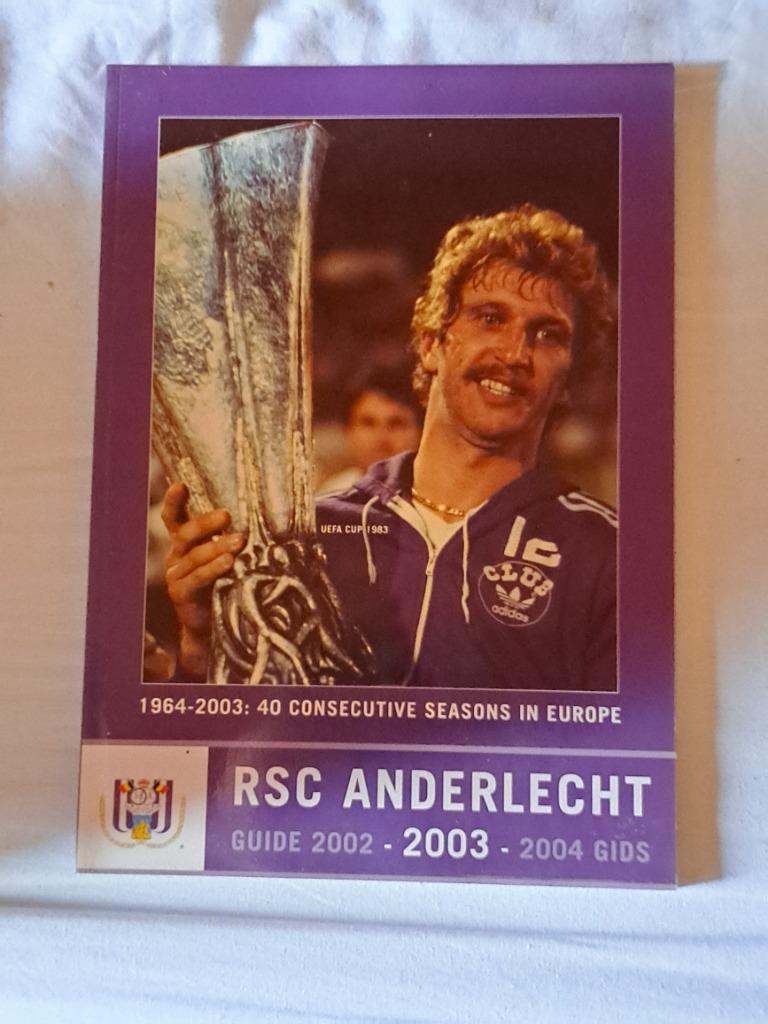 UEFA CUP 1983
12
CLUB
adidas
1964-2003: 40 CONSECUTIVE SEASONS IN EUROPE
RSC ANDERLECHT
GUIDE 2002 - 2003 - 2004 GIDS